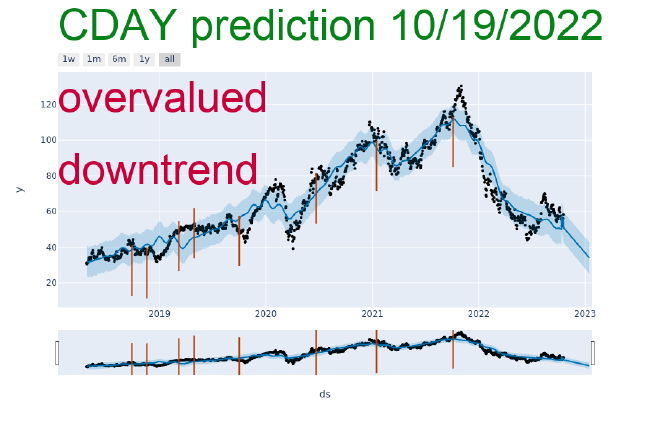 CDAY prediction 10/19/2022
1w 1m 6m 1y all
overvalued
downtrend
120
100
80
60
40
20
y
2019 2020 2021 2022 2023
ds